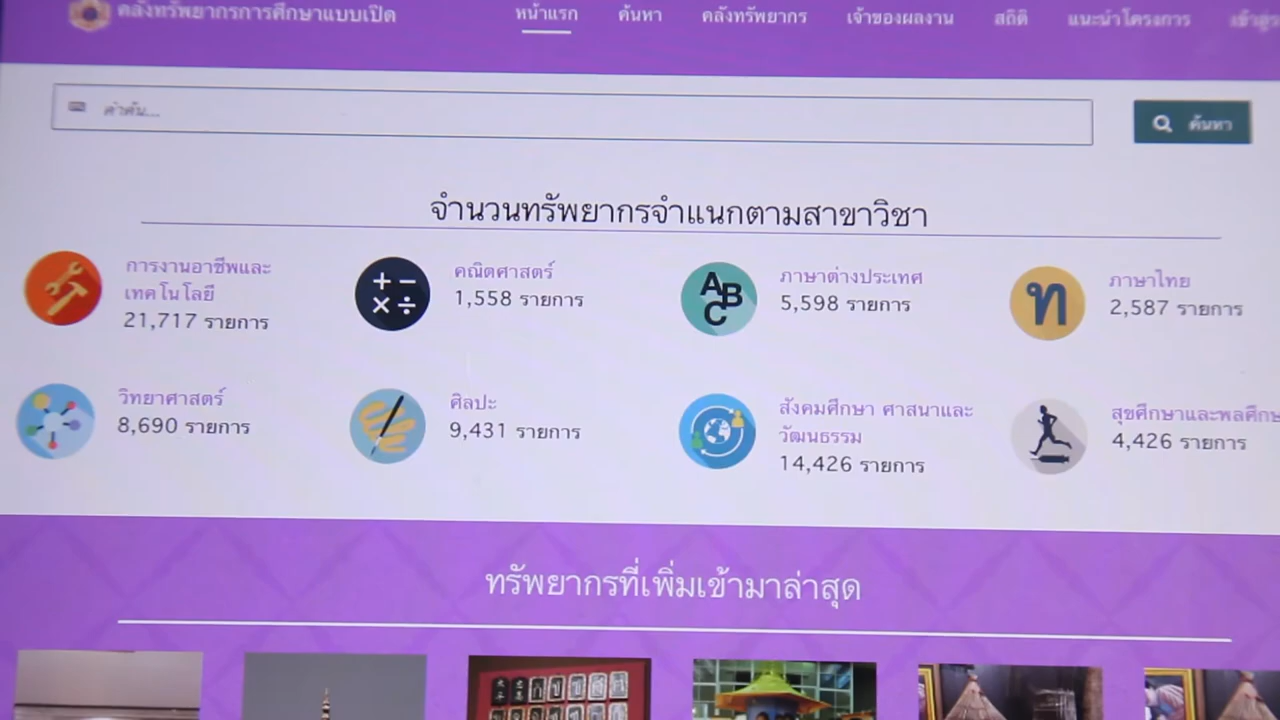 คลังทรัพยากรการศึกษาแบบเปิด
หน้าแรก ค้นหา คลังทรัพยากร เจ้าของผลงาน สถิติ แนะนำโครงการ
คำค้น...
ค้นหา
จำนวนทรัพยากรจำแนกตามสาขาวิชา
การงานอาชีพและ
เทคโนโลยี
21,717 รายการ
คณิตศาสตร์
1,558 รายการ
ABC
ภาษาต่างประเทศ
5,598 รายการ
ท
ภาษาไทย
2,587 รายการ
วิทยาศาสตร์
8,690 รายการ
ศิลปะ
9,431 รายการ
สังคมศึกษา ศาสนาและ
วัฒนธรรม
14,426 รายการ
สุขศึกษาและพลศึกษ
4,426 รายการ
ทรัพยากรที่เพิ่มเข้ามาล่าสุด